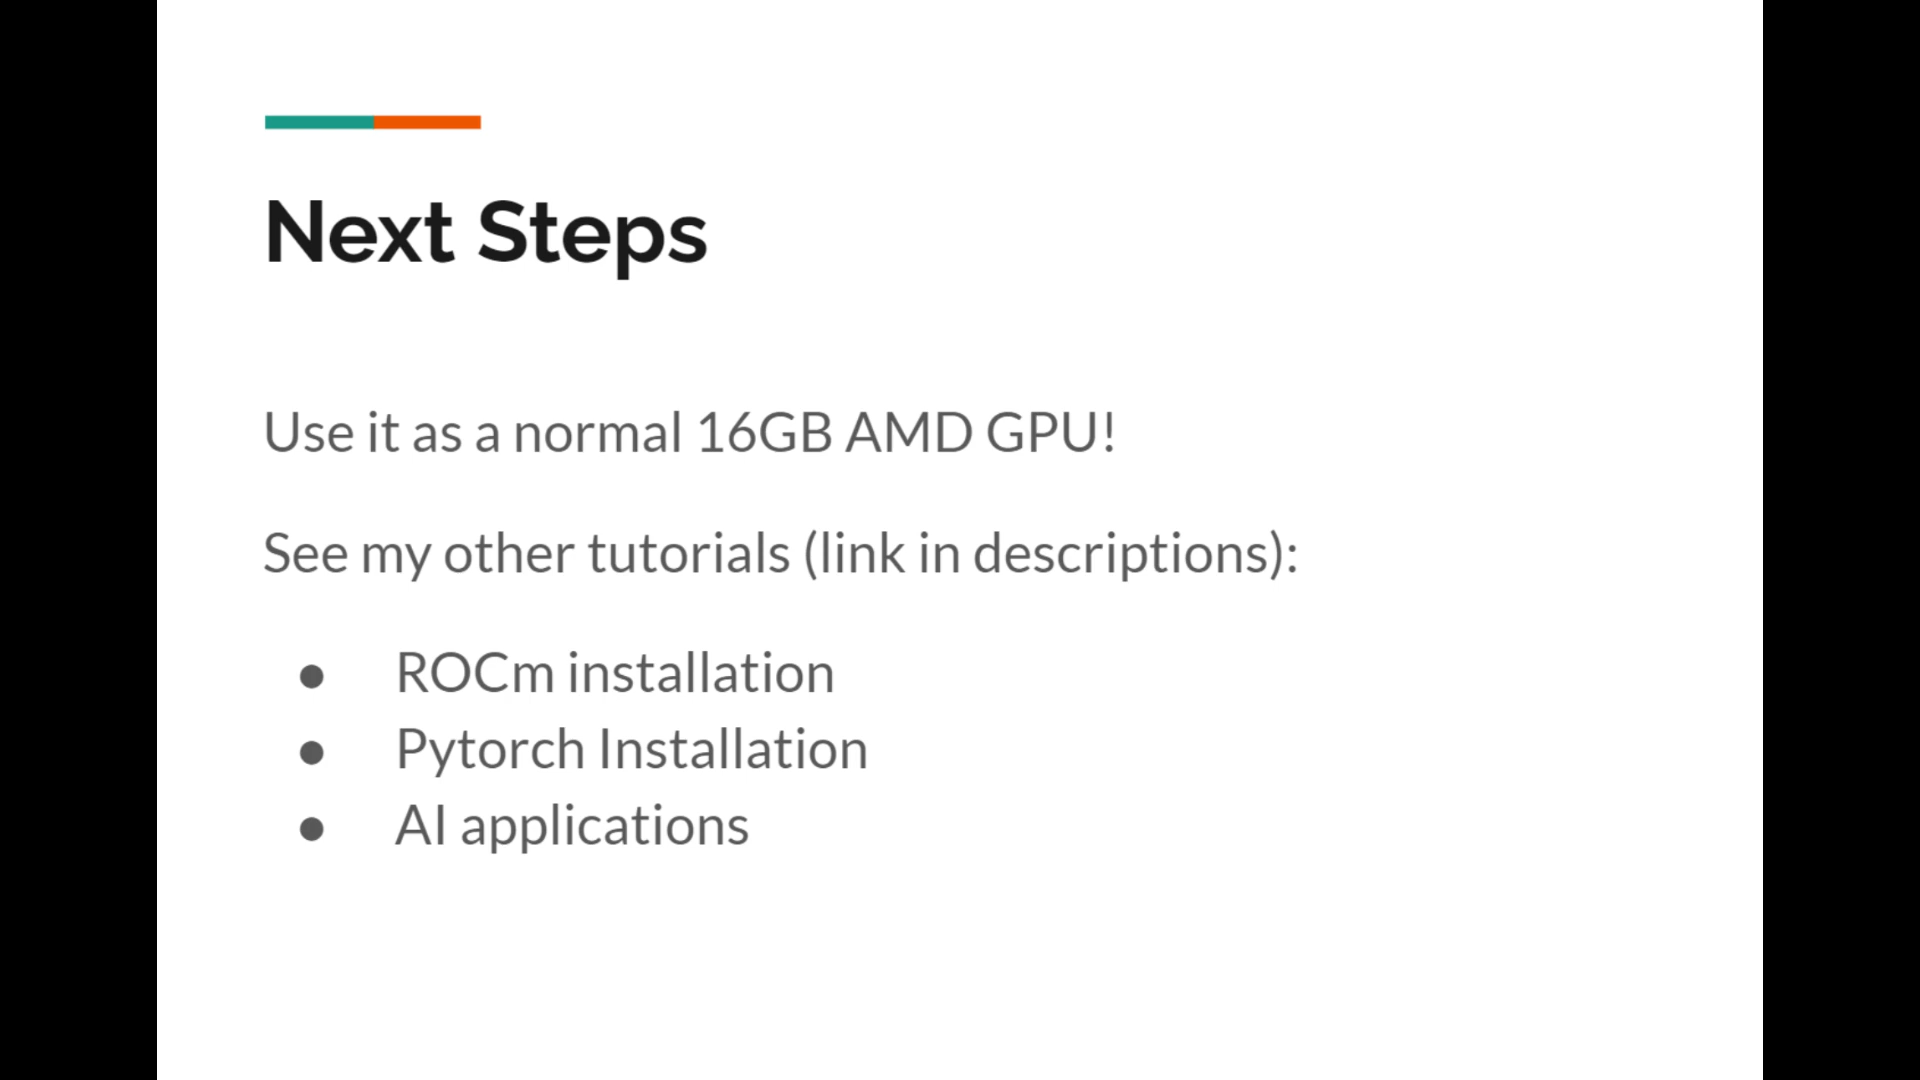 Next Steps
Use it as a normal 16GB AMD GPU!
See my other tutorials (link in descriptions):
● ROCm installation
● Pytorch Installation
● AI applications